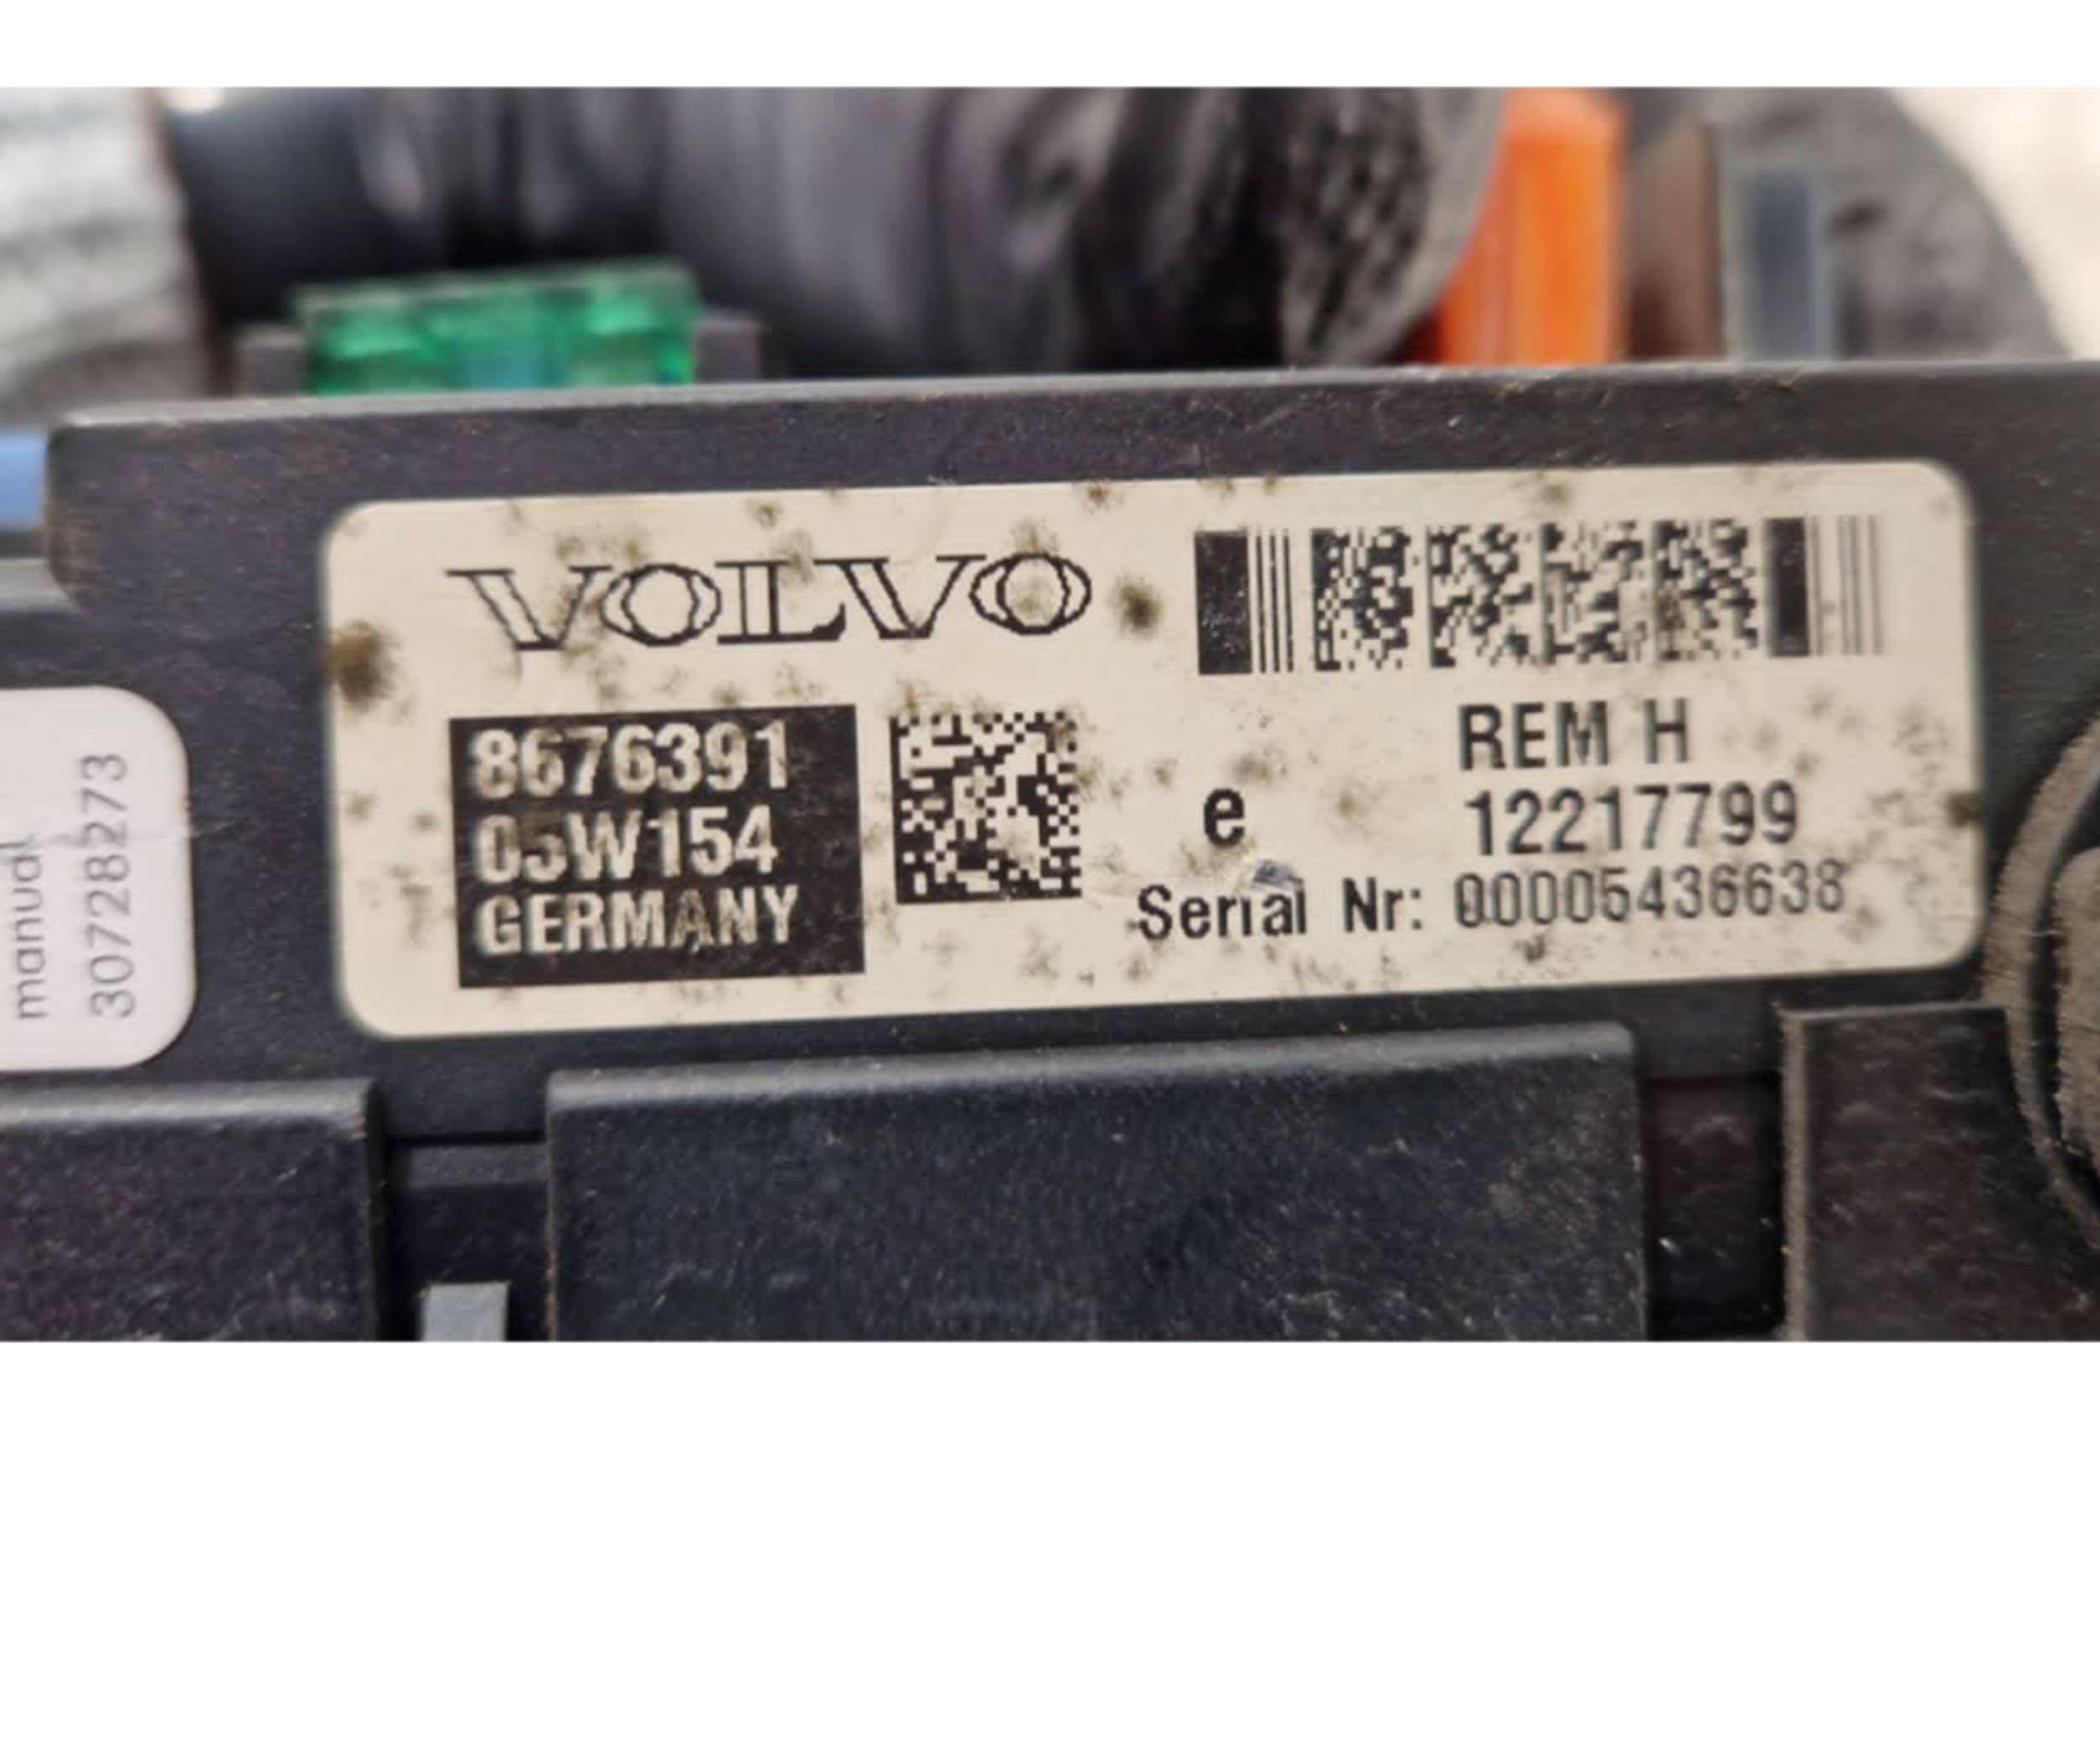 VOLVO
8676391
05W154
GERMANY
REM H
e 12217799
Serial Nr: 00005436638
manual
30728273